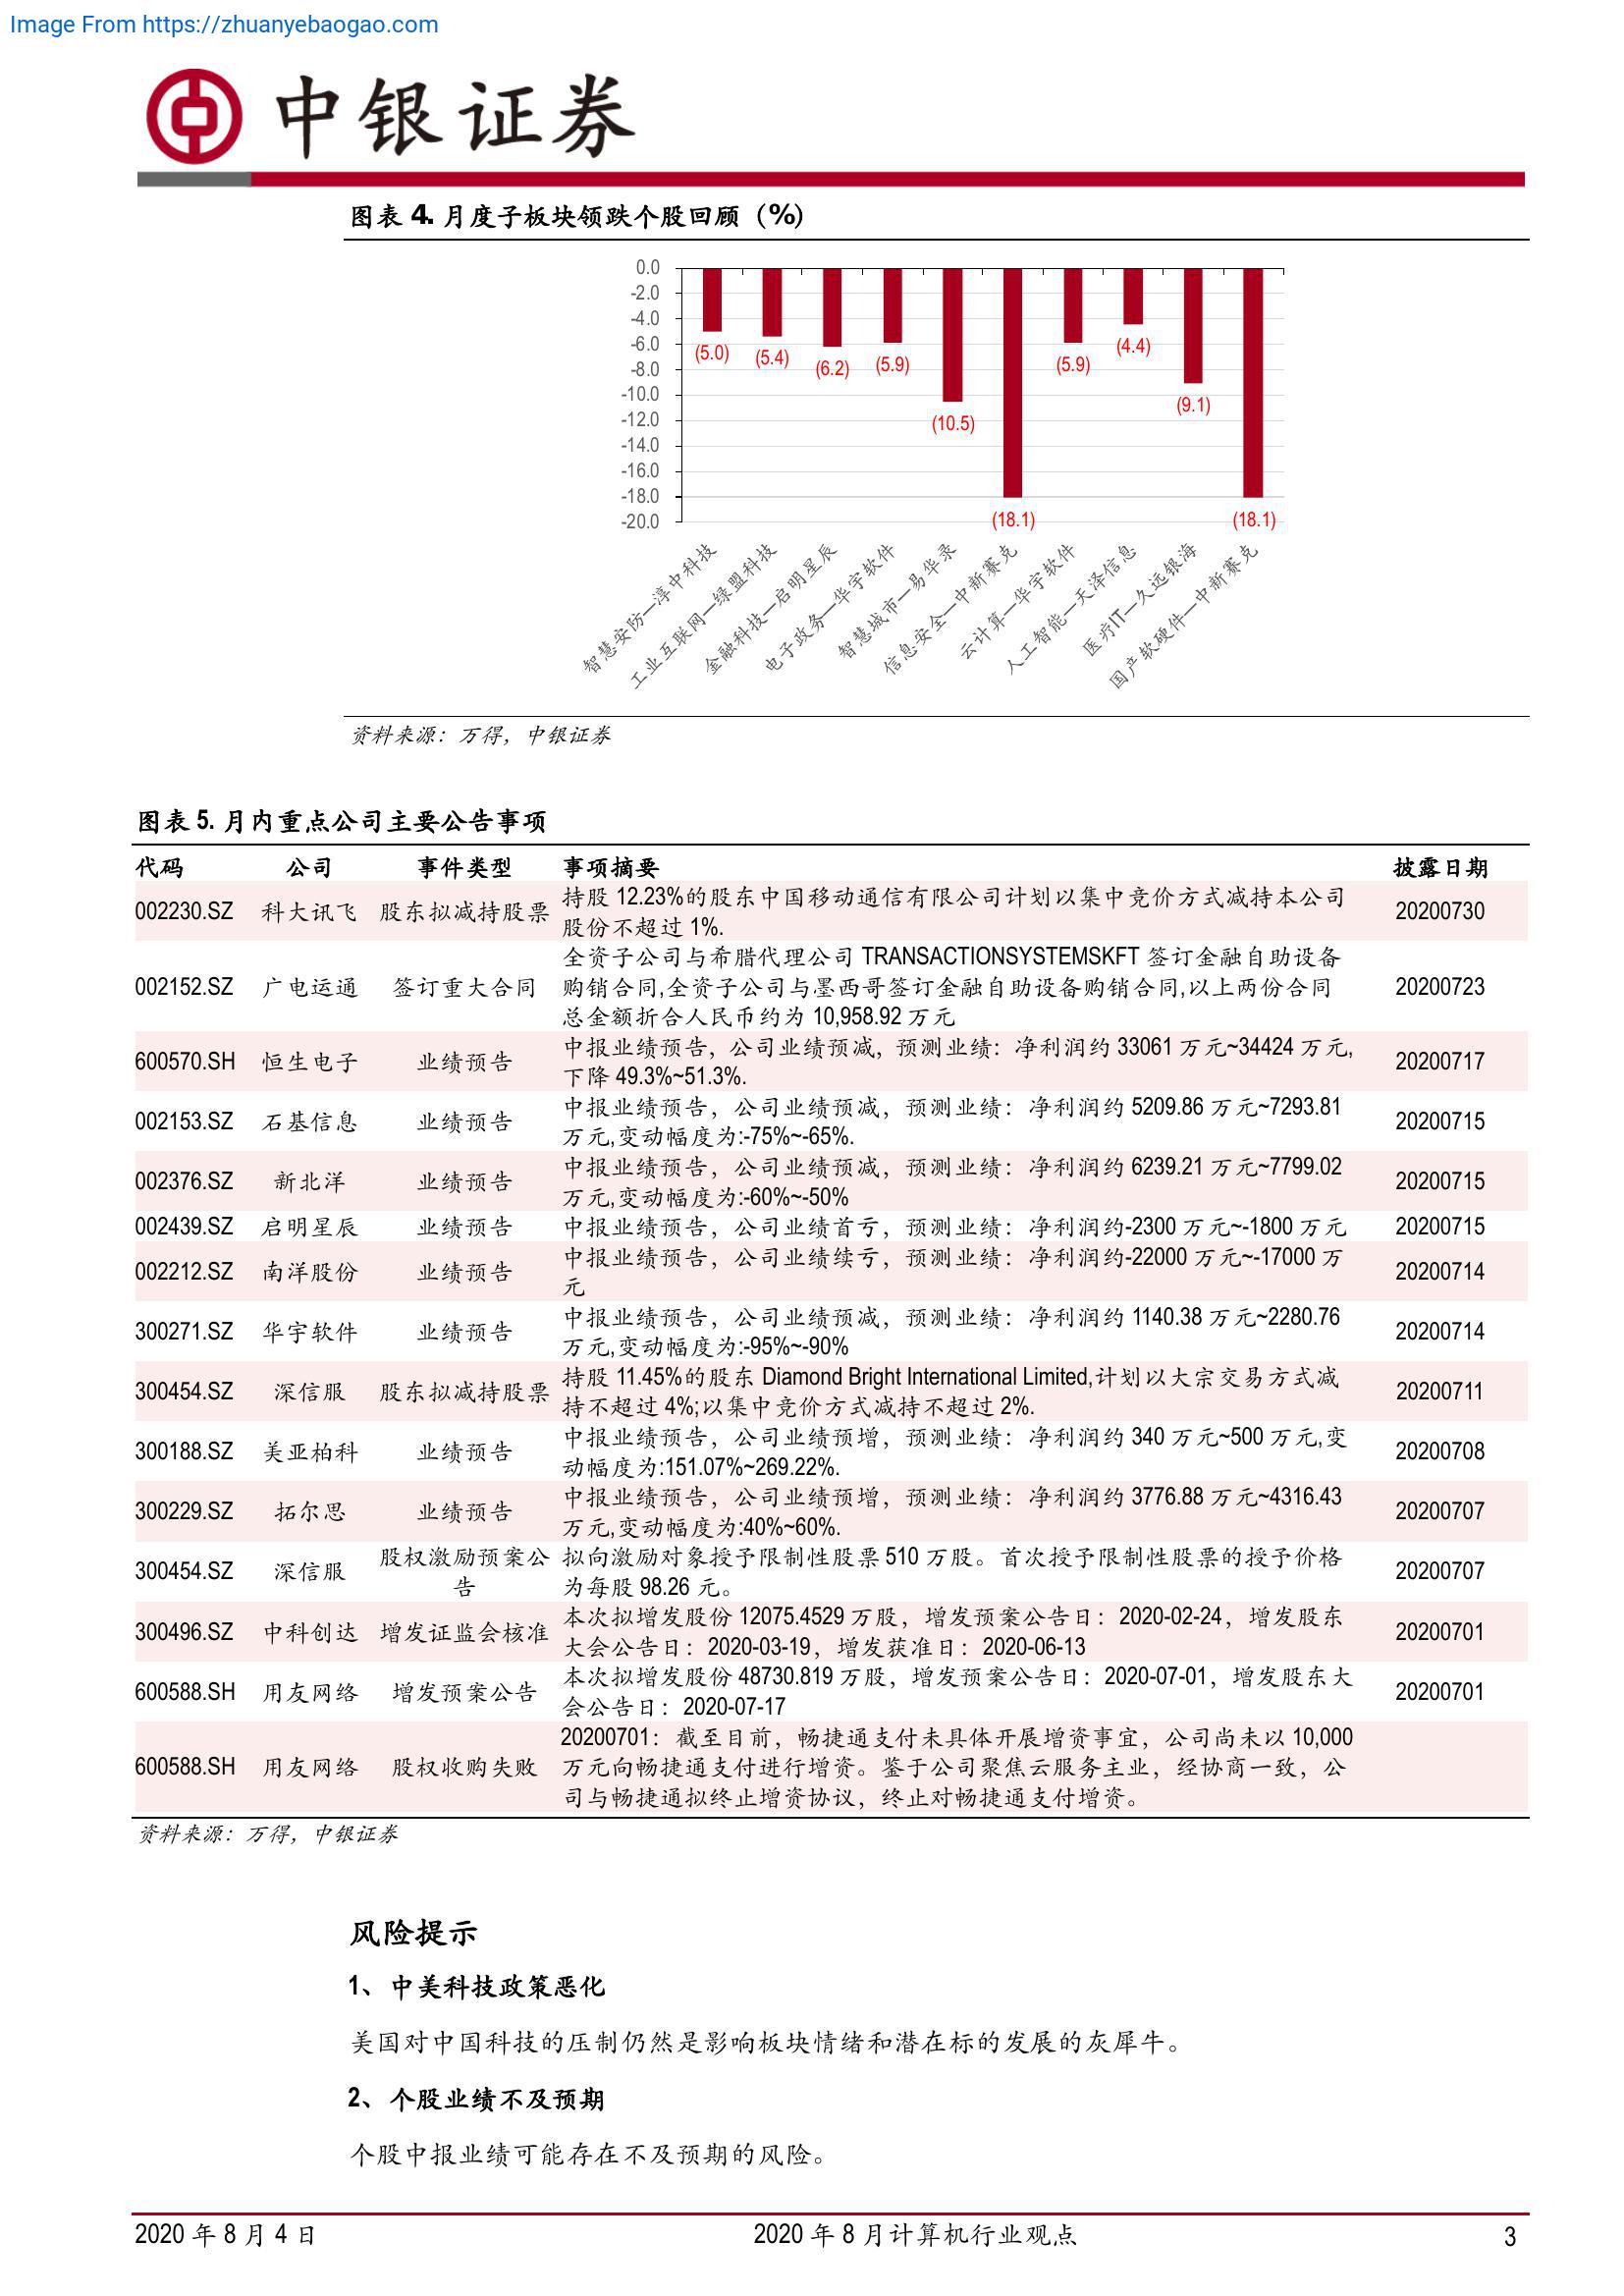 Image From https://zhuanyebaogao.com
中银证券
图表 4. 月度子板块领跌个股回顾（%）
0.0
-2.0
-4.0
-6.0
-8.0
-10.0
-12.0
-14.0
-16.0
-18.0
-20.0
(5.0)
(5.4)
(6.2)
(5.9)
(10.5)
(18.1)
(5.9)
(4.4)
(9.1)
(18.1)
智慧安防—淳中科技
工业互联网—绿盟科技
金融科技—启明星辰
电子政务—华宇软件
智慧城市—易华录
信息安全—中新赛克
云计算—华宇软件
人工智能—天泽信息
医疗IT—久远银海
国产软硬件—中新赛克
资料来源：万得，中银证券
图表 5. 月内重点公司主要公告事项
代码 公司 事件类型 事项摘要 披露日期
002230.SZ 科大讯飞 股东拟减持股票 持股 12.23%的股东中国移动通信有限公司计划以集中竞价方式减持本公司
股份不超过 1%. 20200730
全资子公司与希腊代理公司 TRANSACTIONSYSTEMSKFT 签订金融自助设备
002152.SZ 广电运通 签订重大合同 购销合同,全资子公司与墨西哥签订金融自助设备购销合同,以上两份合同 20200723
总金额折合人民币约为 10,958.92 万元
600570.SH 恒生电子 业绩预告 中报业绩预告，公司业绩预减，预测业绩：净利润约 33061 万元~34424 万元,
下降 49.3%~51.3%. 20200717
002153.SZ 石基信息 业绩预告 中报业绩预告，公司业绩预减，预测业绩：净利润约 5209.86 万元~7293.81
万元,变动幅度为:-75%~-65%. 20200715
002376.SZ 新北洋 业绩预告 中报业绩预告，公司业绩预减，预测业绩：净利润约 6239.21 万元~7799.02
万元,变动幅度为:-60%~-50% 20200715
002439.SZ 启明星辰 业绩预告 中报业绩预告，公司业绩首亏，预测业绩：净利润约-2300 万元~-1800 万元 20200715
002212.SZ 南洋股份 业绩预告 中报业绩预告，公司业绩续亏，预测业绩：净利润约-22000 万元~-17000 万
元 20200714
300271.SZ 华宇软件 业绩预告 中报业绩预告，公司业绩预减，预测业绩：净利润约 1140.38 万元~2280.76
万元,变动幅度为:-95%~-90% 20200714
300454.SZ 深信服 股东拟减持股票 持股 11.45%的股东 Diamond Bright International Limited,计划以大宗交易方式减
持不超过 4%;以集中竞价方式减持不超过 2%. 20200711
300188.SZ 美亚柏科 业绩预告 中报业绩预告，公司业绩预增，预测业绩：净利润约 340 万元~500 万元,变
动幅度为:151.07%~269.22%. 20200708
300229.SZ 拓尔思 业绩预告 中报业绩预告，公司业绩预增，预测业绩：净利润约 3776.88 万元~4316.43
万元,变动幅度为:40%~60%. 20200707
300454.SZ 深信服 股权激励预案公告 拟向激励对象授予限制性股票 510 万股。首次授予限制性股票的授予价格
为每股 98.26 元。 20200707
300496.SZ 中科创达 增发证监会核准 本次拟增发股份 12075.4529 万股，增发预案公告日：2020-02-24，增发股东
大会公告日：2020-03-19，增发获准日：2020-06-13 20200701
600588.SH 用友网络 增发预案公告 本次拟增发股份 48730.819 万股，增发预案公告日：2020-07-01，增发股东大
会公告日：2020-07-17 20200701
20200701：截至目前，畅捷通支付未具体开展增资事宜，公司尚未以 10,000
600588.SH 用友网络 股权收购失败 万元向畅捷通支付进行增资。鉴于公司聚焦云服务主业，经协商一致，公
司与畅捷通拟终止增资协议，终止对畅捷通支付增资。
资料来源：万得，中银证券
风险提示
1、中美科技政策恶化
美国对中国科技的压制仍然是影响板块情绪和潜在标的发展的灰犀牛。
2、个股业绩不及预期
个股中报业绩可能存在不及预期的风险。
2020 年 8 月 4 日 2020 年 8 月计算机行业观点 3